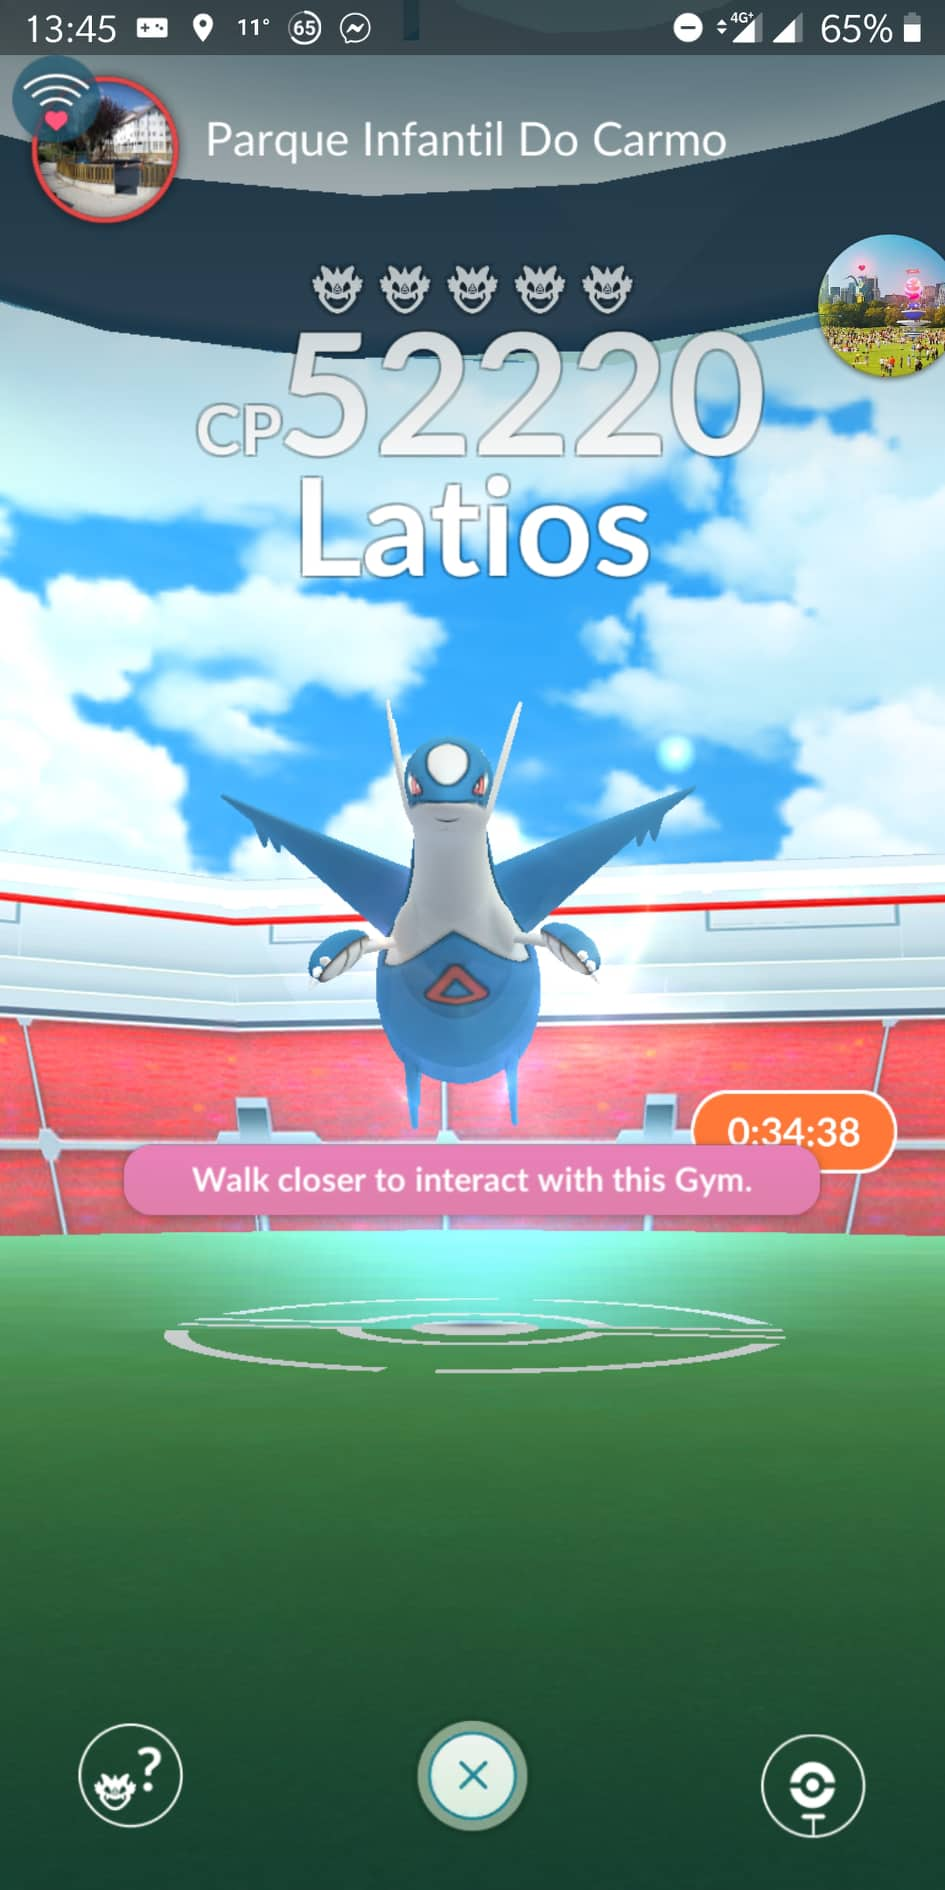 13:45 11° 65 4G+ 65%
Parque Infantil Do Carmo
CP52220
Latios
0:34:38
Walk closer to interact with this Gym.
?